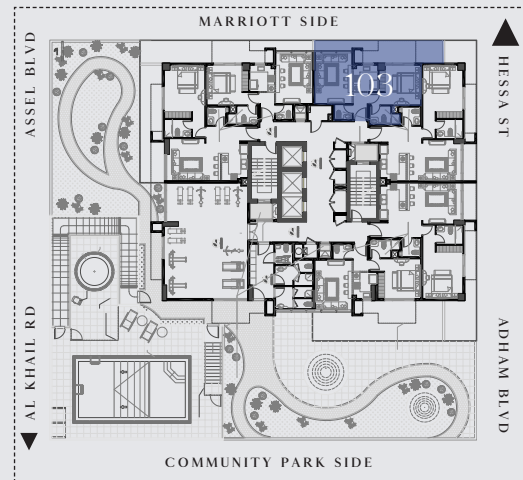 MARRIOTT SIDE
ASSEL BLVD
HESSA ST
103
AL KHAIL RD
ADHAM BLVD
COMMUNITY PARK SIDE